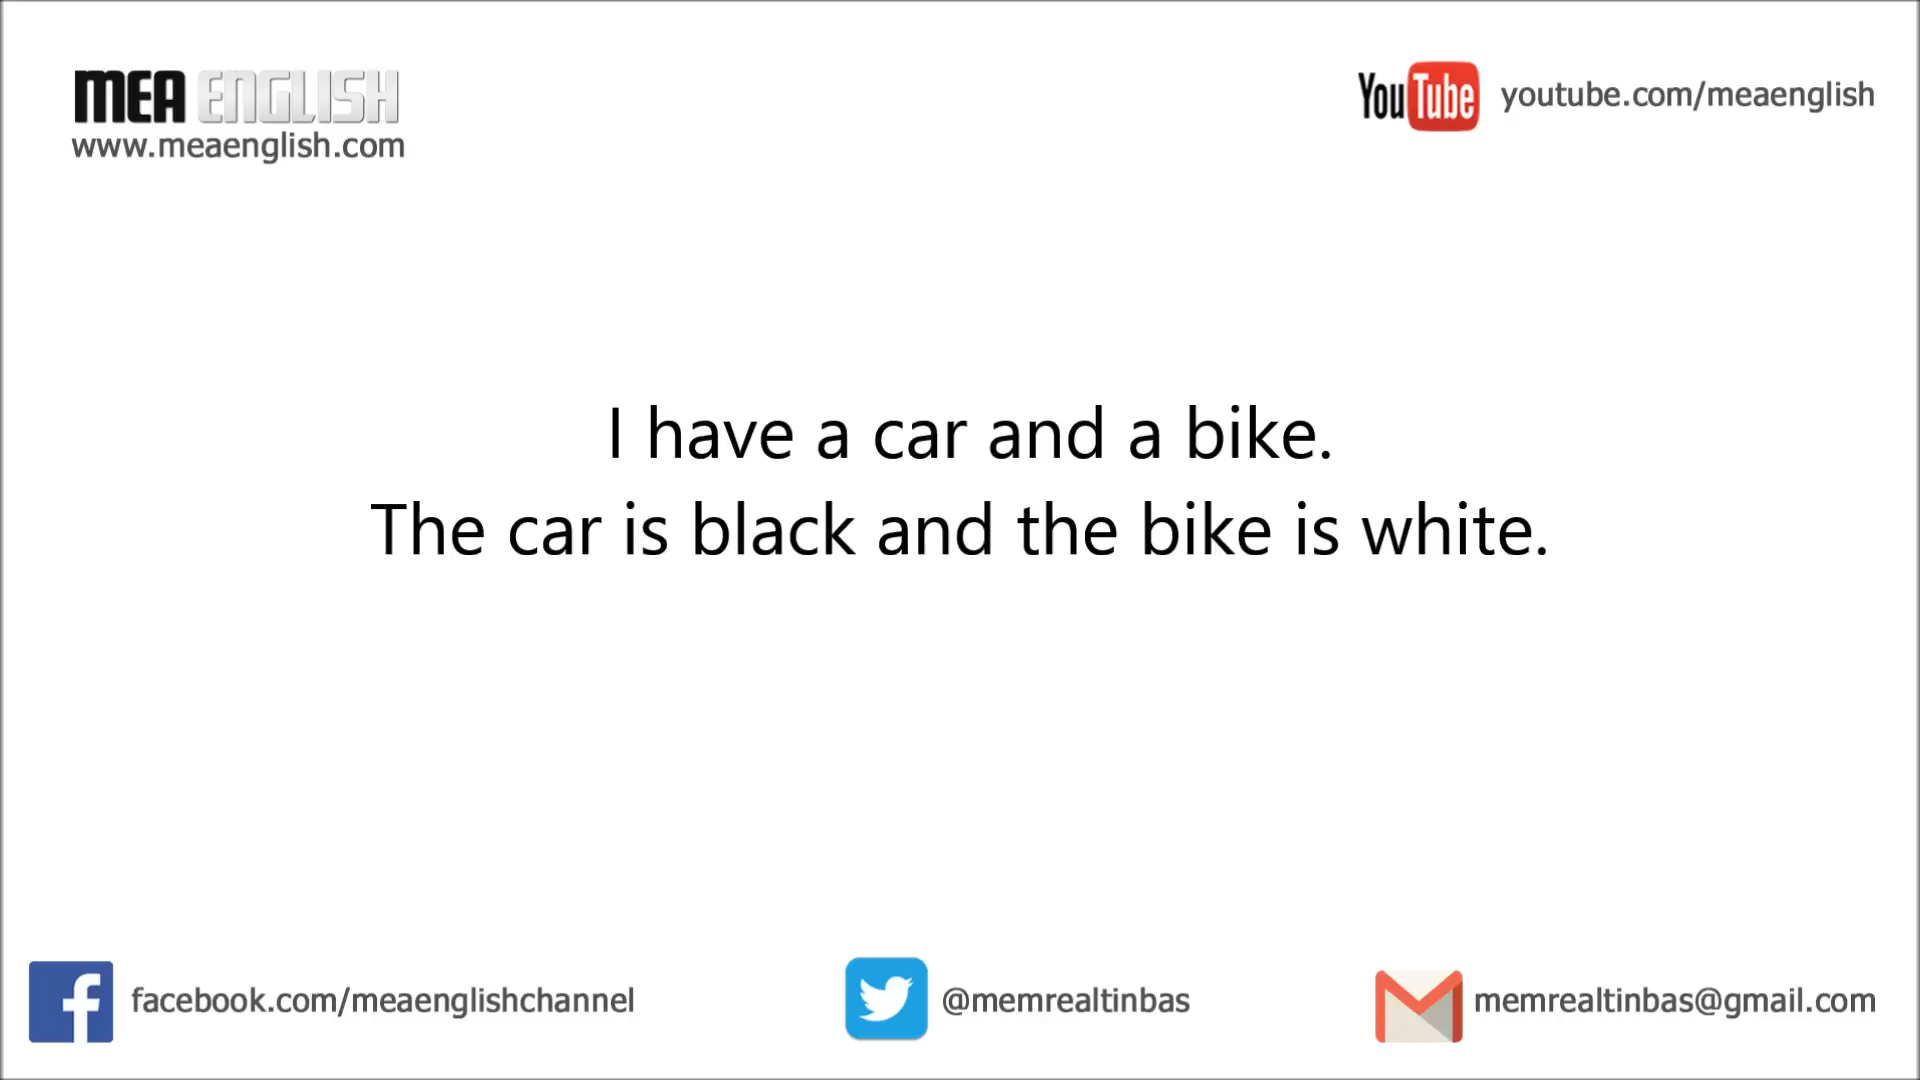 MEA ENGLISH
www.meaenglish.com
YouTube youtube.com/meaenglish
I have a car and a bike.
The car is black and the bike is white.
facebook.com/meaenglishchannel
@memrealtinbas
memrealtinbas@gmail.com